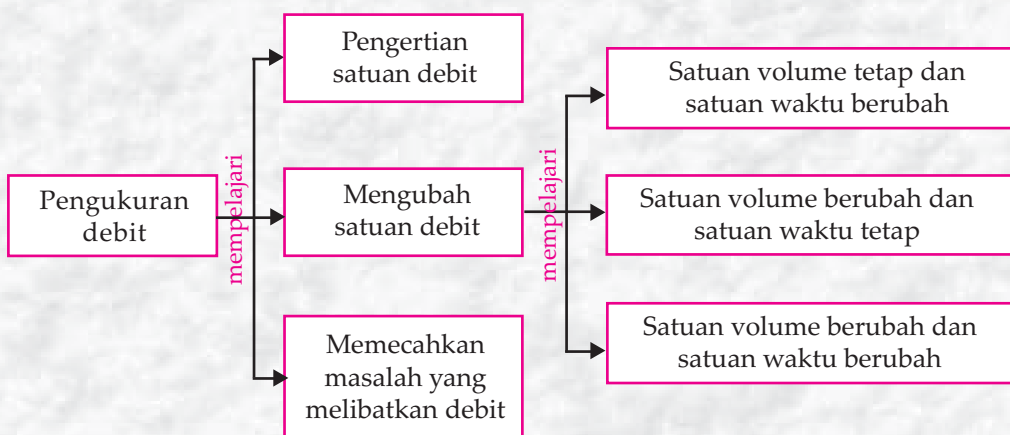 Pengukuran
debit
mempelajari
Pengertian
satuan debit
Mengubah
satuan debit
Memecahkan
masalah yang
melibatkan debit
mempelajari
Satuan volume tetap dan
satuan waktu berubah
Satuan volume berubah dan
satuan waktu tetap
Satuan volume berubah dan
satuan waktu berubah